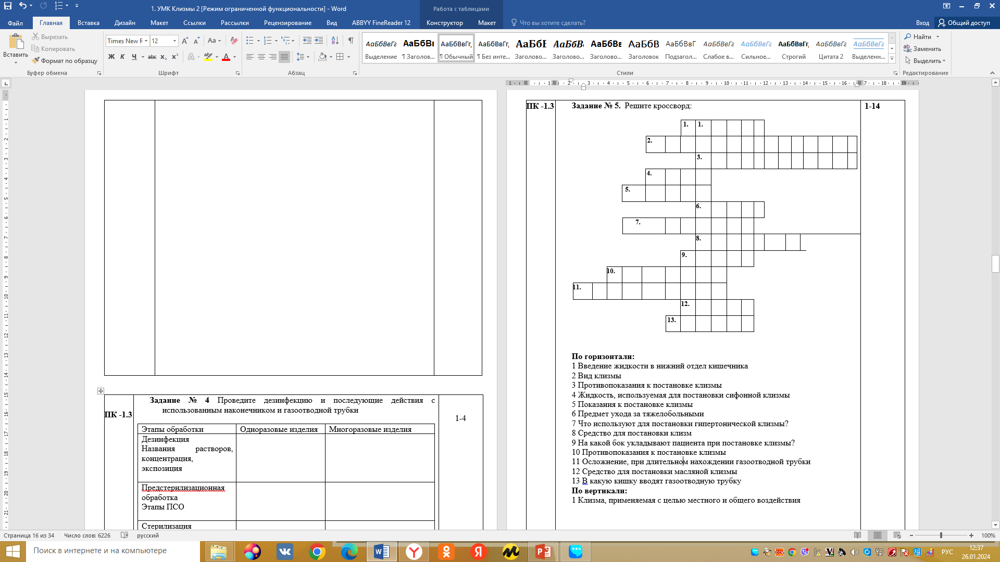 1. УМК Клизмы 2 [Режим ограниченной функциональности] - Word
Работа с таблицами
Файл Главная Вставка Дизайн Макет Ссылки Рассылки Рецензирование Вид ABBYY FineReader 12 Конструктор Макет Что вы хотите сделать? Вход Общий доступ
Вставить
Вырезать
Копировать
Формат по образцу
Буфер обмена
Times New R 12
Шрифт
Абзац
АаБбВвГг АаБбВв АаБбВвГг, АаБбВвГг, АаБбВ АаБбВв АаБбВв АаБбВ АаБбВвГ АаБбВвГг АаБбВвГг АаБбВвГг, АаБбВвГг АаБбВвГг
Выделение ¶ Заголов... ¶ Обычный ¶ Без инте... Заголово... Заголово... Заголово... Заголовок Подзагол... Слабое в... Сильное... Строгий Цитата 2 Выделенн...
Стили
Найти
Заменить
Выделить
Редактирование
ПК -1.3
Задание № 4 Проведите дезинфекцию и последующие действия с
использованным наконечником и газоотводной трубки
1-4
Этапы обработки Одноразовые изделия Многоразовые изделия
Дезинфекция
Названия растворов,
концентрация,
экспозиция
Предстерилизационная
обработка
Этапы ПСО
Стерилизация
ПК -1.3
Задание № 5. Решите кроссворд:
1-14
1. 1.
2.
3.
4.
5.
6.
7.
8.
9.
10.
11.
12.
13.
По горизонтали:
1 Введение жидкости в нижний отдел кишечника
2 Вид клизмы
3 Противопоказания к постановке клизмы
4 Жидкость, используемая для постановки сифонной клизмы
5 Показания к постановке клизмы
6 Предмет ухода за тяжелобольными
7 Что используют для постановки гипертонической клизмы?
8 Средство для постановки клизм
9 На какой бок укладывают пациента при постановке клизмы?
10 Противопоказания к постановке клизмы
11 Осложнение, при длительном нахождении газоотводной трубки
12 Средство для постановки масляной клизмы
13 В какую кишку вводят газоотводную трубку
По вертикали:
1 Клизма, применяемая с целью местного и общего воздействия
Страница 16 из 34 Число слов: 6226 русский 100%
Поиск в интернете и на компьютере
РУС
12:37
26.01.2024